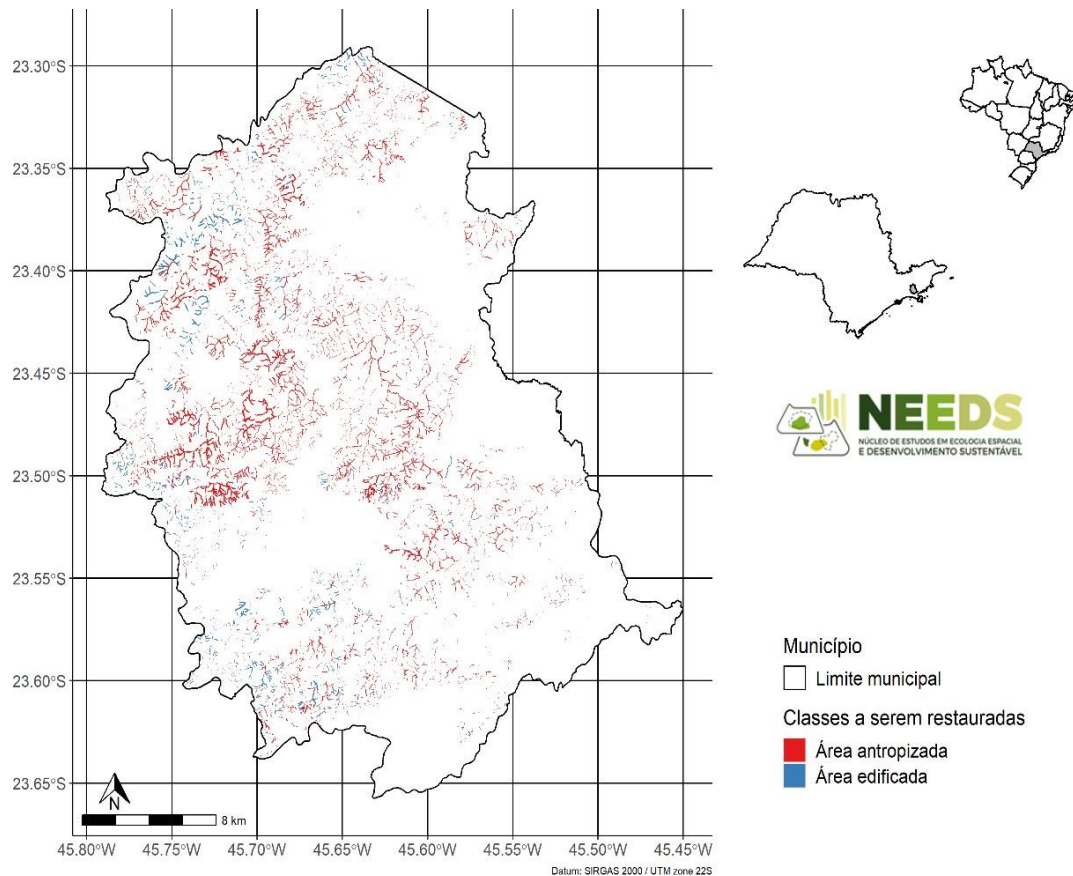 23.30°S
23.35°S
23.40°S
23.45°S
23.50°S
23.55°S
23.60°S
23.65°S
N
8 km
45.80°W 45.75°W 45.70°W 45.65°W 45.60°W 45.55°W 45.50°W 45.45°W
Datum: SIRGAS 2000 / UTM zone 22S
NEEDS
NÚCLEO DE ESTUDOS EM ECOLOGIA ESPACIAL
E DESENVOLVIMENTO SUSTENTÁVEL
Município
Limite municipal
Classes a serem restauradas
Área antropizada
Área edificada